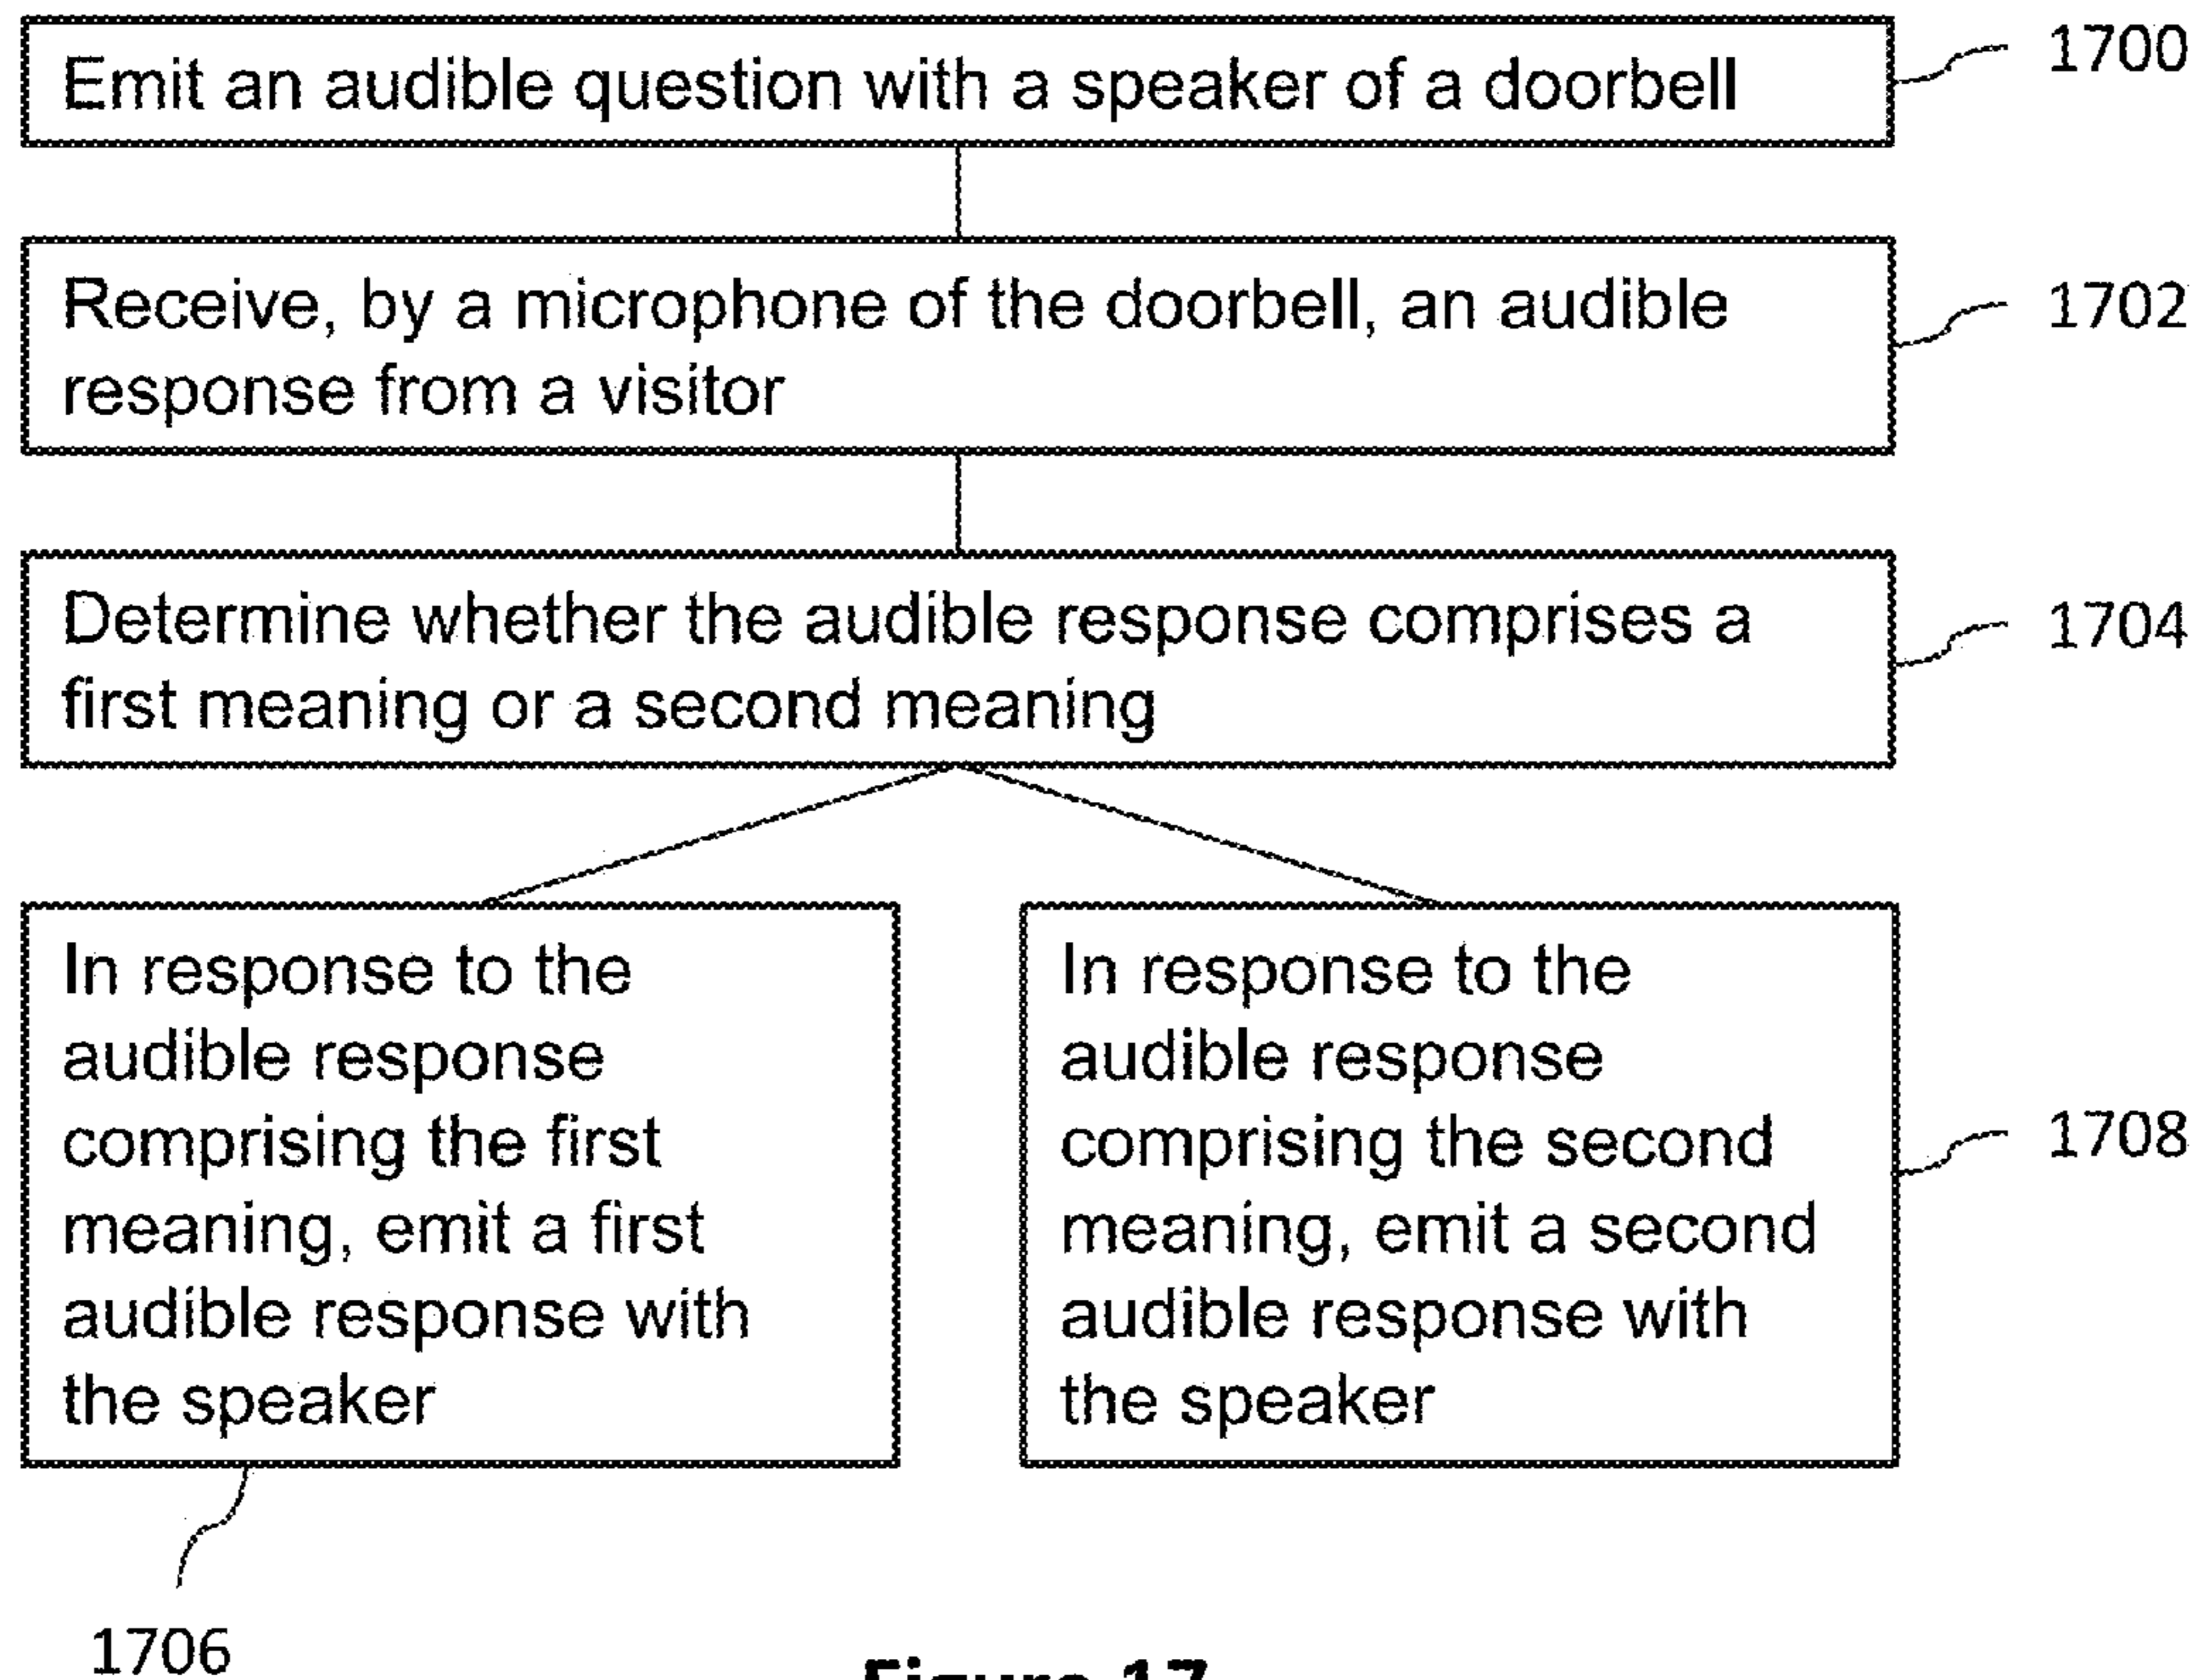 Emit an audible question with a speaker of a doorbell
1700
Receive, by a microphone of the doorbell, an audible
response from a visitor
1702
Determine whether the audible response comprises a
first meaning or a second meaning
1704
In response to the
audible response
comprising the first
meaning, emit a first
audible response with
the speaker
1706
In response to the
audible response
comprising the second
meaning, emit a second
audible response with
the speaker
1708
Figure 17